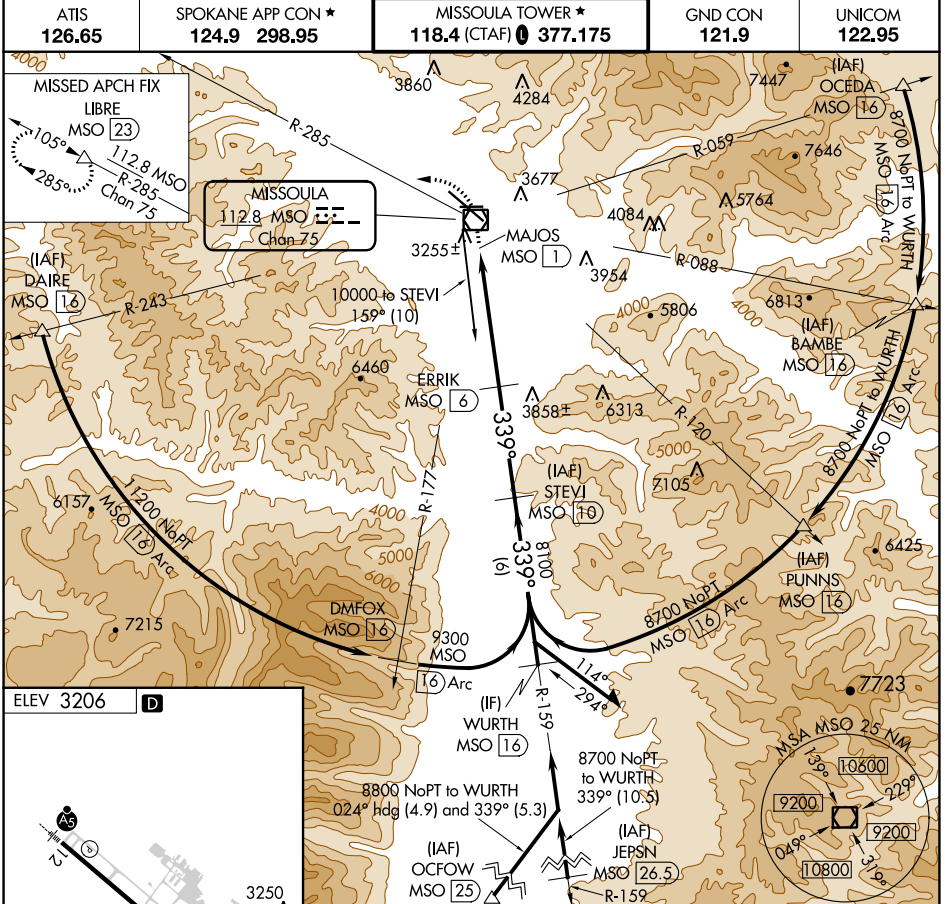 ATIS
126.65
SPOKANE APP CON ★
124.9 298.95
MISSOULA TOWER ★
118.4 (CTAF) L 377.175
GND CON
121.9
UNICOM
122.95
4000
MISSED APCH FIX
LIBRE
MSO 23
105°
285°
112.8 MSO
R-285
Chan 75
R-285
3860
4284
7447
(IAF)
OCEDA
MSO 16
8700 NoPT to WURTH
MSO 16 Arc
R-059
7646
MISSOULA
112.8 MSO
Chan 75
3677
5764
4084
3255±
MAJOS
MSO 1
3954
R-088
(IAF)
DAIRE
MSO 16
R-243
10000 to STEVI
159° (10)
4000
5806
4000
6813
(IAF)
BAMBE
MSO 16
6460
ERRIK
MSO 6
3858±
6313
R-120
8700 NoPT to WURTH
MSO 16 Arc
339°
5000
7105
R-177
(IAF)
STEVI
MSO 10
6157
11200 NoPT
MSO 16 Arc
4000
5000
6000
339°
8100
(6)
6425
(IAF)
PUNNS
MSO 16
7215
DMFOX
MSO 16
8700 NoPT
MSO 16 Arc
9300
MSO
16 Arc
114°
294°
7723
ELEV 3206
D
(IF)
WURTH
MSO 16
R-159
MSA MSO 25 NM
139°
10600
229°
9200
9200
049°
10800
319°
8800 NoPT to WURTH
024° hdg (4.9) and 339° (5.3)
8700 NoPT
to WURTH
339° (10.5)
(IAF)
OCFOW
MSO 25
(IAF)
JEPSN
MSO 26.5
R-159
A5
12
P
3250